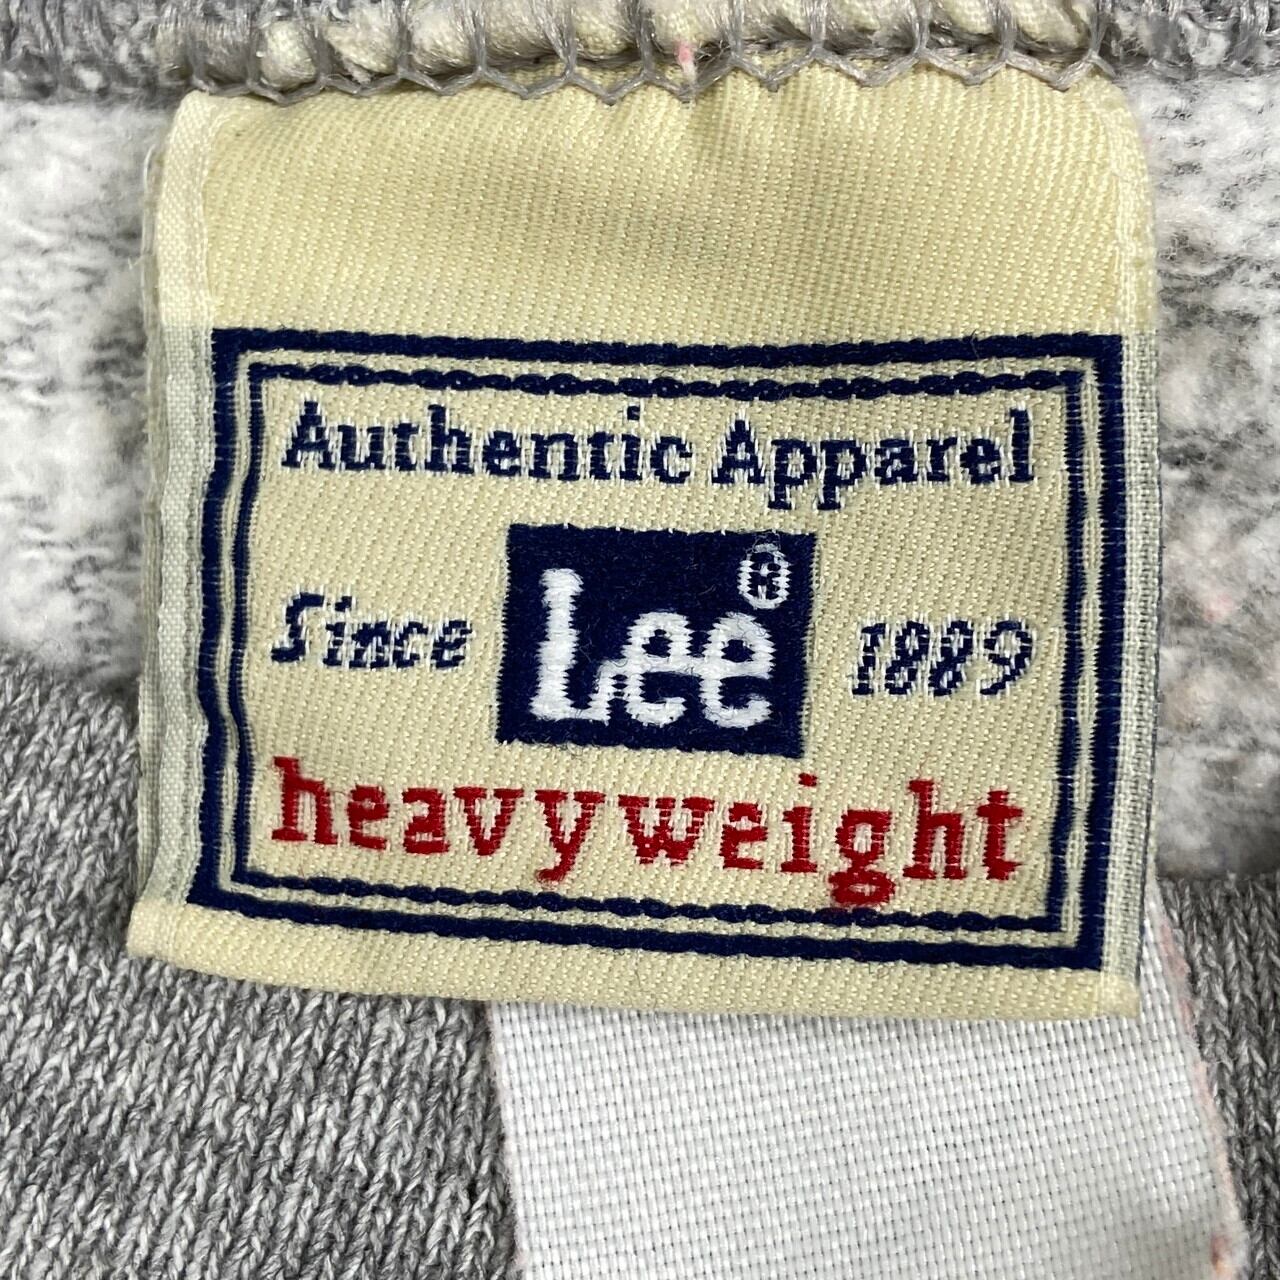 Authentic Apparel
Since Lee® 1889
heavyweight